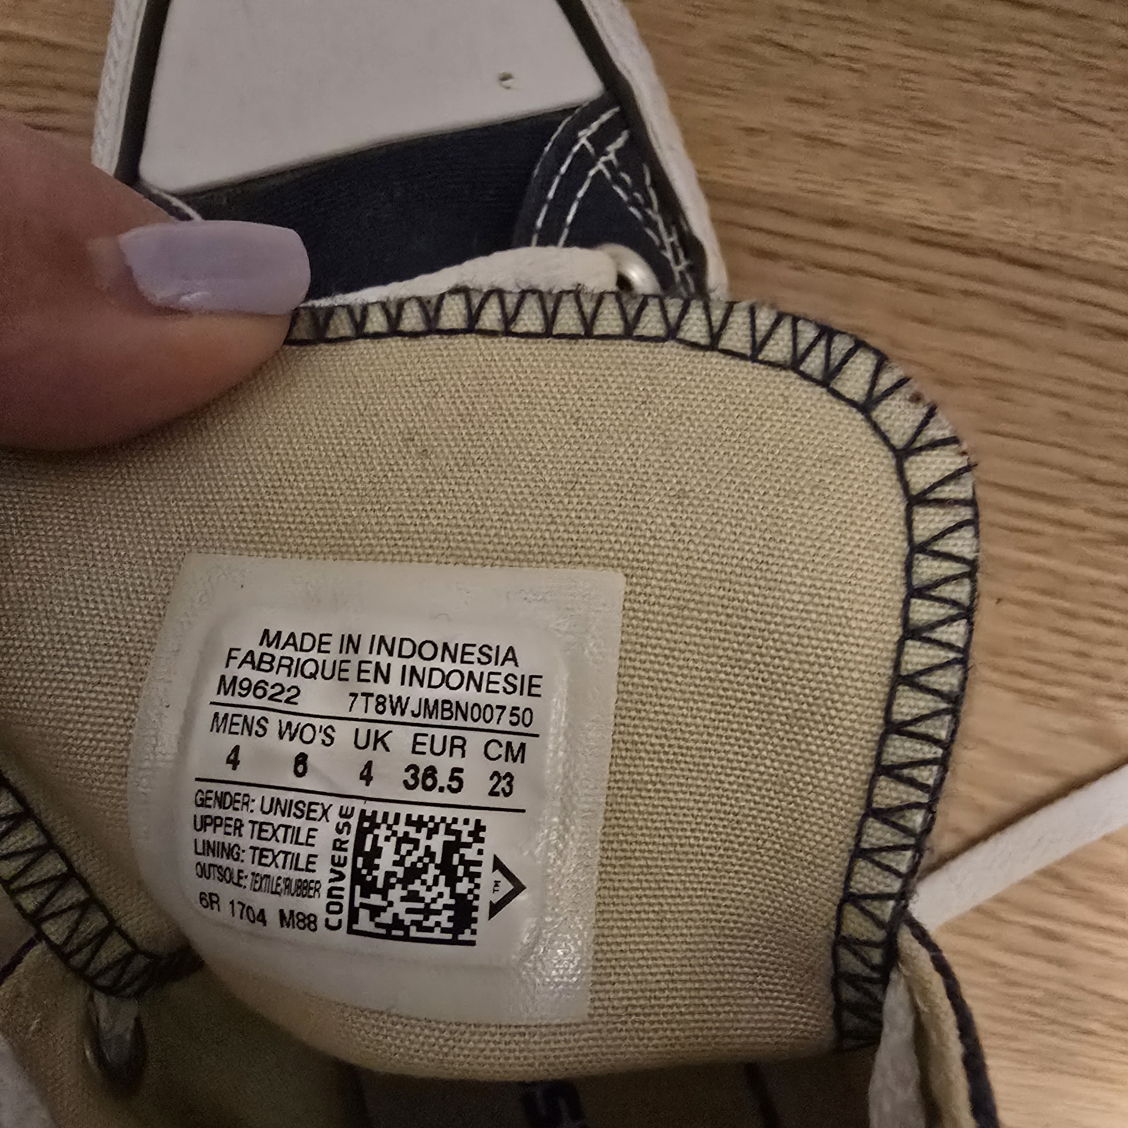 MADE IN INDONESIA
FABRIQUE EN INDONESIE
M9622 7T8WJMBN00750
MENS WO'S UK EUR CM
4 6 4 36.5 23
GENDER: UNISEX
UPPER TEXTILE
LINING: TEXTILE
OUTSOLE: TEXTILE/RUBBER
6R 1704 M88
CONVERSE
TM